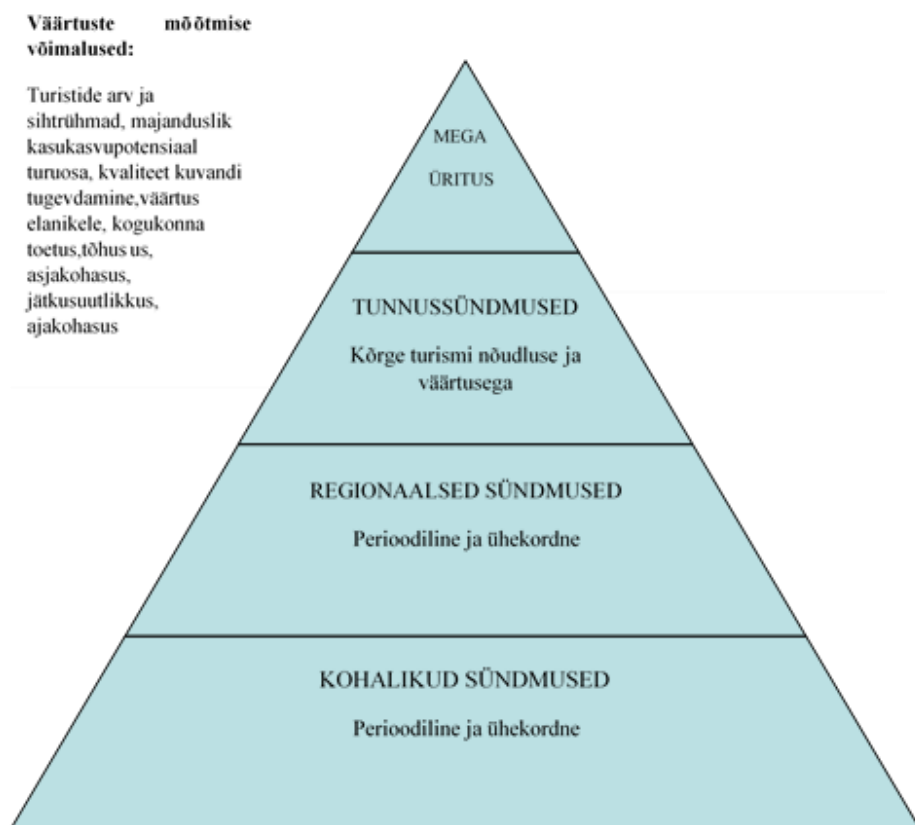 Väärtuste mõõtmise
võimalused:
Turistide arv ja
sihtrühmad, majanduslik
kasukasvupotensiaal
turuosa, kvaliteet kuvandi
tugevdamine,väärtus
elanikele, kogukonna
toetus,tõhusus,
asjakohasus,
jätkusuutlikkus,
ajakohasus
MEGA
ÜRITUS
TUNNUSSÜNDMUSED
Kõrge turismi nõudluse ja
väärtusega
REGIONAALSED SÜNDMUSED
Perioodiline ja ühekordne
KOHALIKUD SÜNDMUSED
Perioodiline ja ühekordne